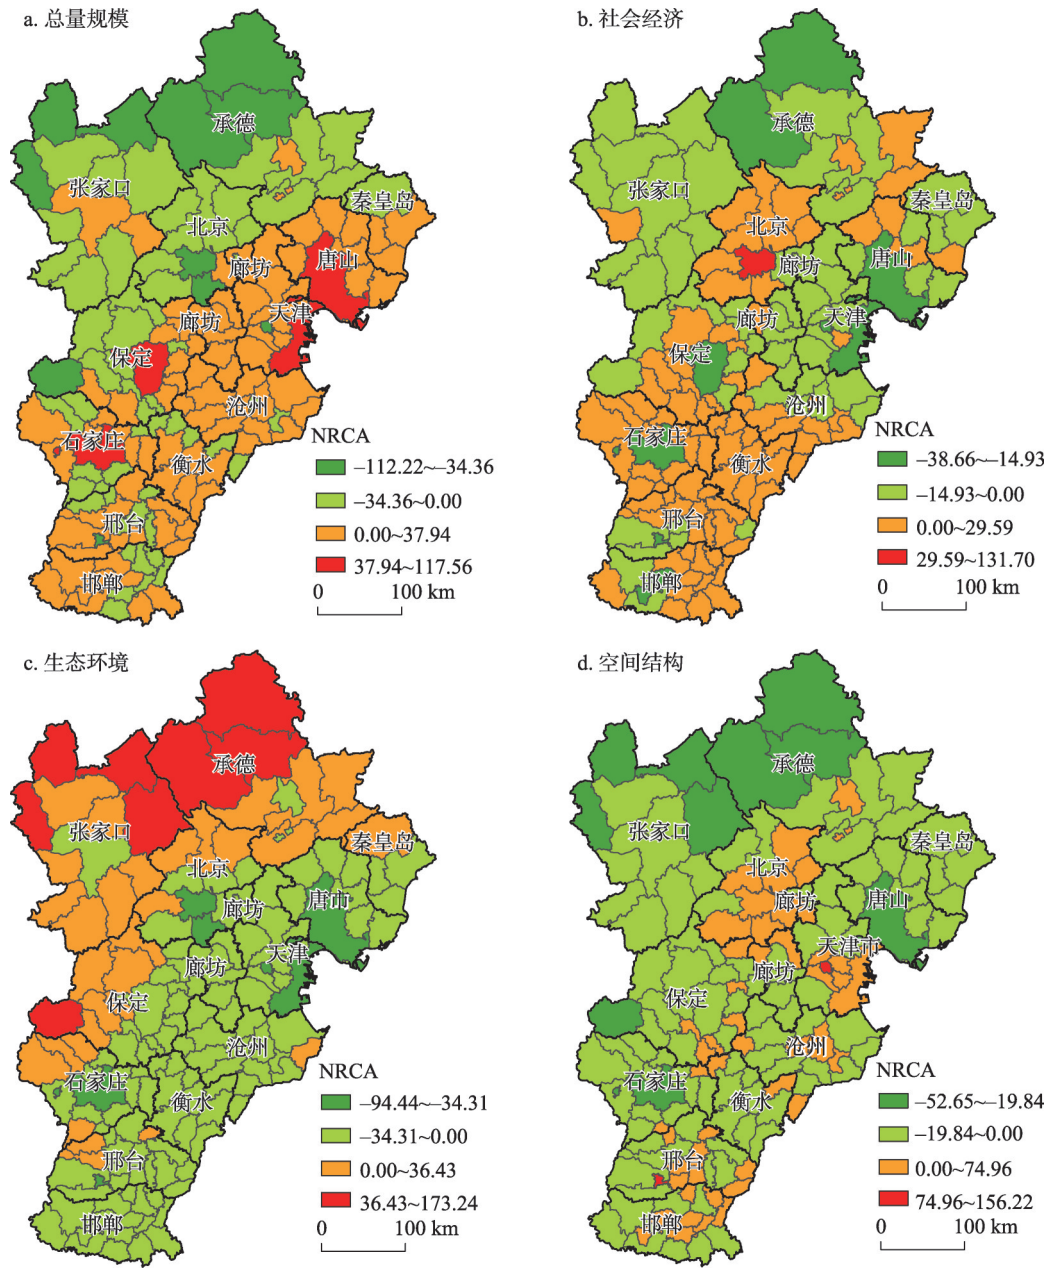 a. 总量规模
承德
张家口
秦皇岛
北京
廊坊
唐山
廊坊
天津
保定
沧州
石家庄
衡水
邢台
邯郸
NRCA
–112.22~–34.36
–34.36~0.00
0.00~37.94
37.94~117.56
0 100 km
b. 社会经济
承德
张家口
秦皇岛
北京
廊坊
唐山
廊坊
天津
保定
沧州
石家庄
衡水
邢台
邯郸
NRCA
–38.66~–14.93
–14.93~0.00
0.00~29.59
29.59~131.70
0 100 km
c. 生态环境
承德
张家口
秦皇岛
北京
廊坊
唐市
廊坊
天津
保定
沧州
石家庄
衡水
邢台
邯郸
NRCA
–94.44~–34.31
–34.31~0.00
0.00~36.43
36.43~173.24
0 100 km
d. 空间结构
承德
张家口
秦皇岛
北京
廊坊
唐山
天津市
廊坊
保定
沧州
石家庄
衡水
邢台
邯郸
NRCA
–52.65~–19.84
–19.84~0.00
0.00~74.96
74.96~156.22
0 100 km